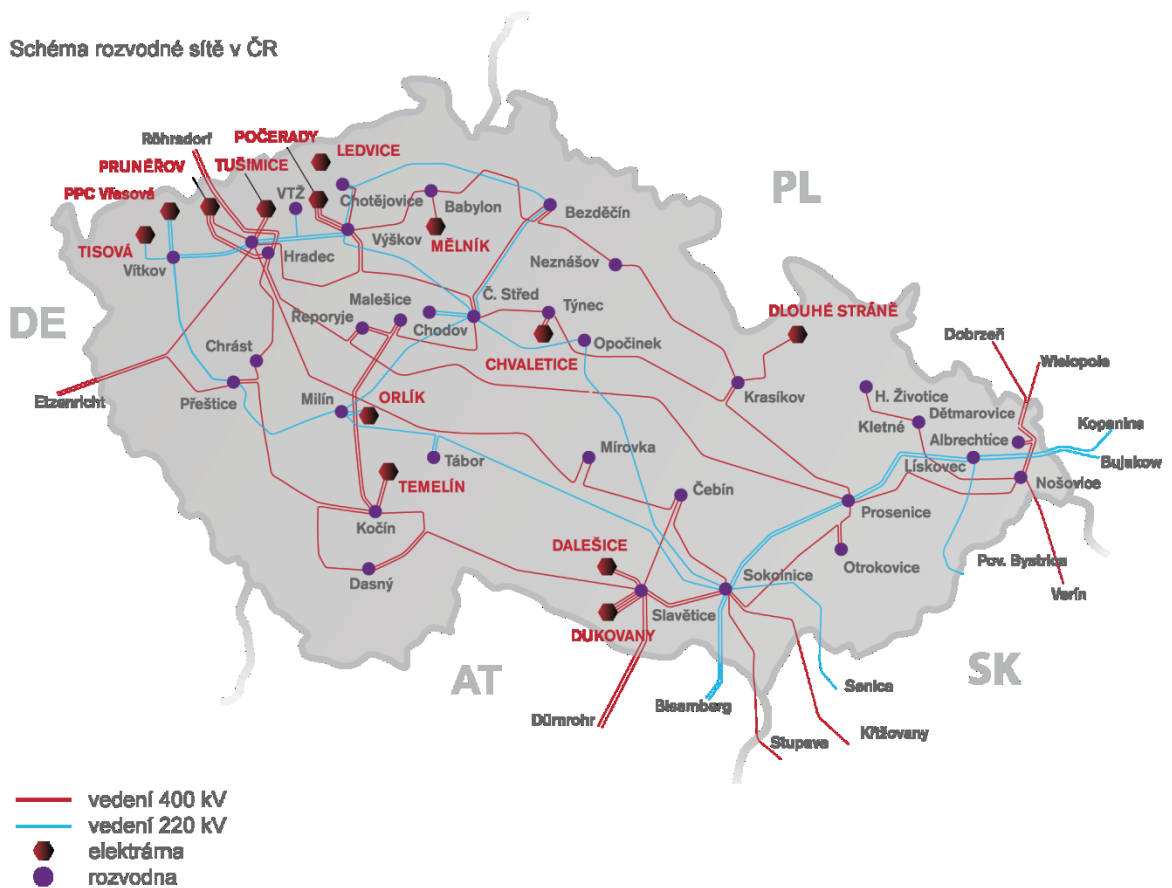 Schéma rozvodné sítě v ČR
Röhradorf
POČERADY
LEDVICE
PRUNÉŘOV
TUŠIMICE
PPC Vřesová
VTŽ
Chotějovice
Babylon
Bezděčín
PL
TISOVÁ
Výškov
MĚLNÍK
Vítkov
Hradec
Neznášov
DE
Malešice
Č. Střed
Týnec
DLOUHÉ STRÁNĚ
Reporyje
Chodov
Dobrzeń
Opočinek
Chrást
CHVALETICE
Wielopole
Etzenricht
Přeštice
Milín
ORLÍK
Krasíkov
H. Životice
Dětmarovice
Kletné
Albrechtice
Kopanina
Mírovka
Lískovec
Bujakow
Tábor
TEMELÍN
Čebín
Nošovice
Kočín
Prosenice
DALEŠICE
Otrokovice
Pov. Bystrica
Dasný
Sokolnice
Varín
Slavětice
DUKOVANY
AT
SK
Senica
Bisamberg
Dürnrohr
Stupava
Křižovany
vedení 400 kV
vedení 220 kV
elektrárna
rozvodna